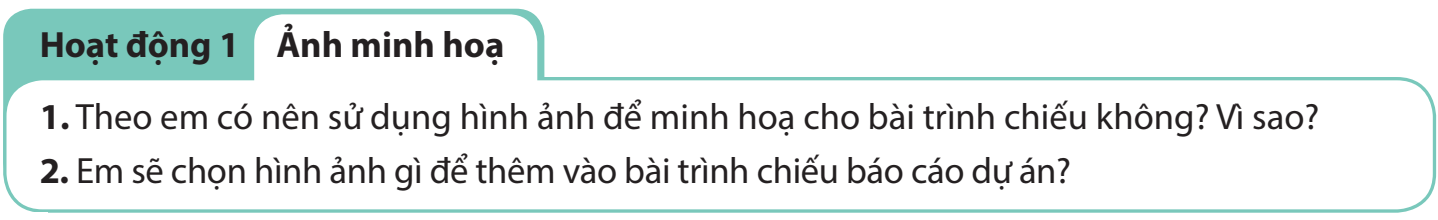 Hoạt động 1 Ảnh minh hoạ
1. Theo em có nên sử dụng hình ảnh để minh hoạ cho bài trình chiếu không? Vì sao?
2. Em sẽ chọn hình ảnh gì để thêm vào bài trình chiếu báo cáo dự án?